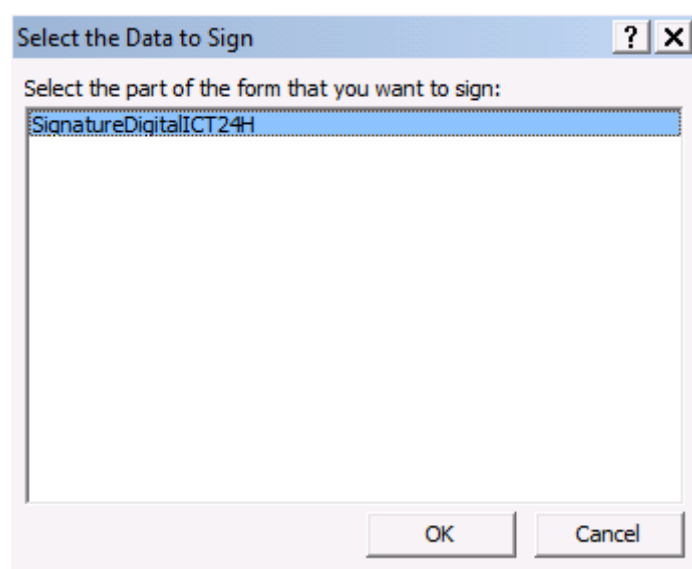 Select the Data to Sign
?
Select the part of the form that you want to sign:
SignatureDigitalICT24H
OK Cancel